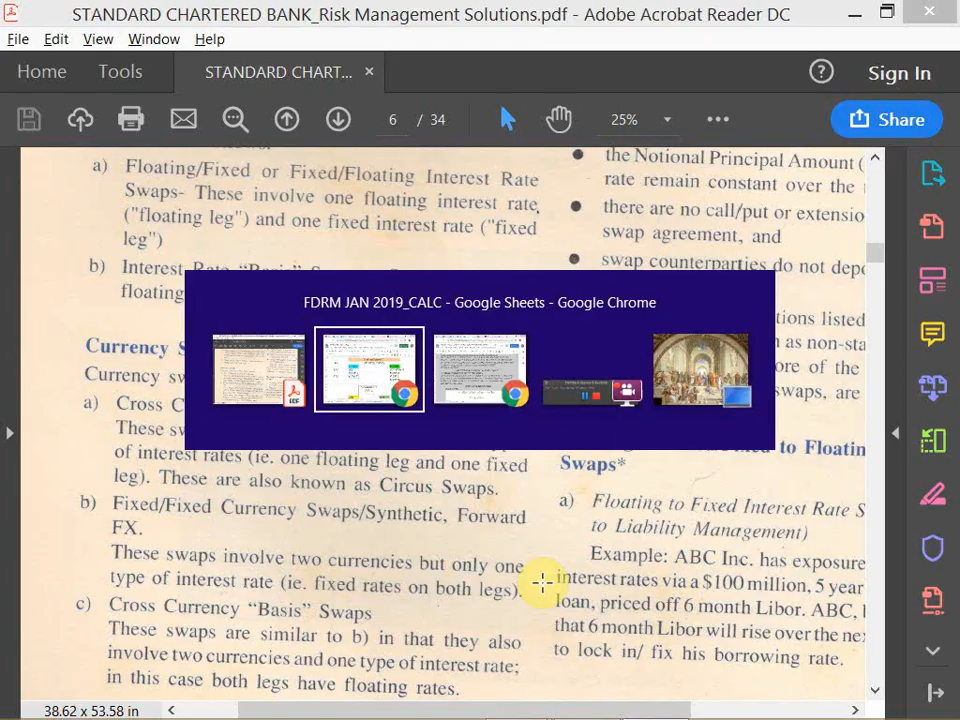 STANDARD CHARTERED BANK_Risk Management Solutions.pdf - Adobe Acrobat Reader DC
File Edit View Window Help
Home Tools STANDARD CHART... × Sign In
6 / 34 25% Share
a) Floating/Fixed or Fixed/Floating Interest Rate
Swaps- These involve one floating interest rate,
("floating leg") and one fixed interest rate ("fixed
leg")
b) Interest Rate "Basis"
floating
Currency S
Currency sw
a) Cross C
These sw
of interest rates (ie. one floating leg and one fixed
leg). These are also known as Circus Swaps.
b) Fixed/Fixed Currency Swaps/Synthetic, Forward
FX.
These swaps involve two currencies but only one
type of interest rate (ie. fixed rates on both legs).
c) Cross Currency "Basis" Swaps
These swaps are similar to b) in that they also
involve two currencies and one type of interest rate;
in this case both legs have floating rates.
the Notional Principal Amount (
rate remain constant over the
there are no call/put or extensio
swap agreement, and
swap counterparties do not depo
tions listed
n as non-sta
ore of the
swaps, are
ed to Floatin
Swaps*
a) Floating to Fixed Interest Rate S
to Liability Management)
Example: ABC Inc. has exposure
interest rates via a $100 million, 5 year
loan, priced off 6 month Libor. ABC, b
that 6 month Libor will rise over the ne
to lock in/ fix his borrowing rate.
FDRM JAN 2019_CALC - Google Sheets - Google Chrome
38.62 x 53.58 in